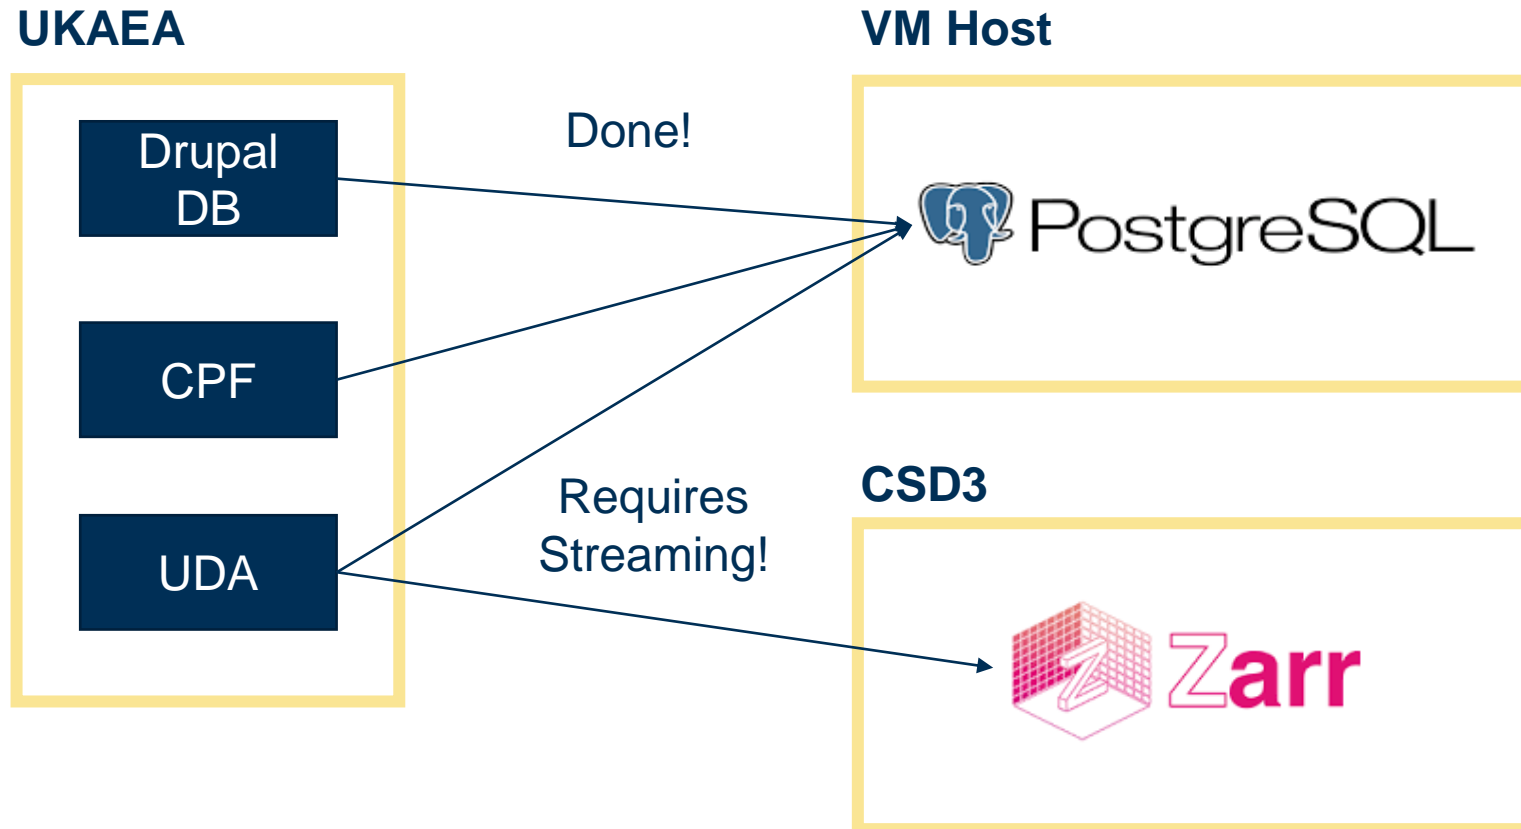 UKAEA
VM Host
Drupal
DB
Done!
PostgreSQL
CPF
CSD3
Requires
Streaming!
UDA
Zarr